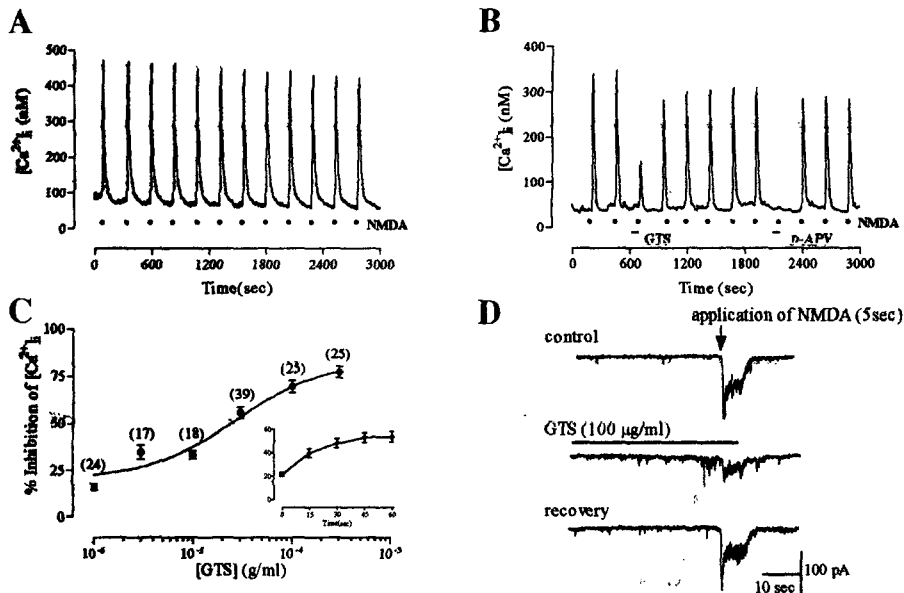 A
[Ca²⁺]ᵢ (nM)
500
400
300
200
100
0
NMDA
0 600 1200 1800 2400 3000
Time(sec)
B
[Ca²⁺]ᵢ (nM)
400
300
200
100
0
NMDA
GTS
D-APV
0 600 1200 1800 2400 3000
Time (sec)
C
% Inhibition of [Ca²⁺]ᵢ
100
75
50
25
0
(24)
(17)
(18)
(39)
(23)
(25)
60
40
20
0
0 15 30 45 60
Time(sec)
10⁻⁶ 10⁻⁵ 10⁻⁴
[GTS] (g/ml)
D
application of NMDA (5sec)
control
GTS (100 µg/ml)
recovery
100 pA
10 sec